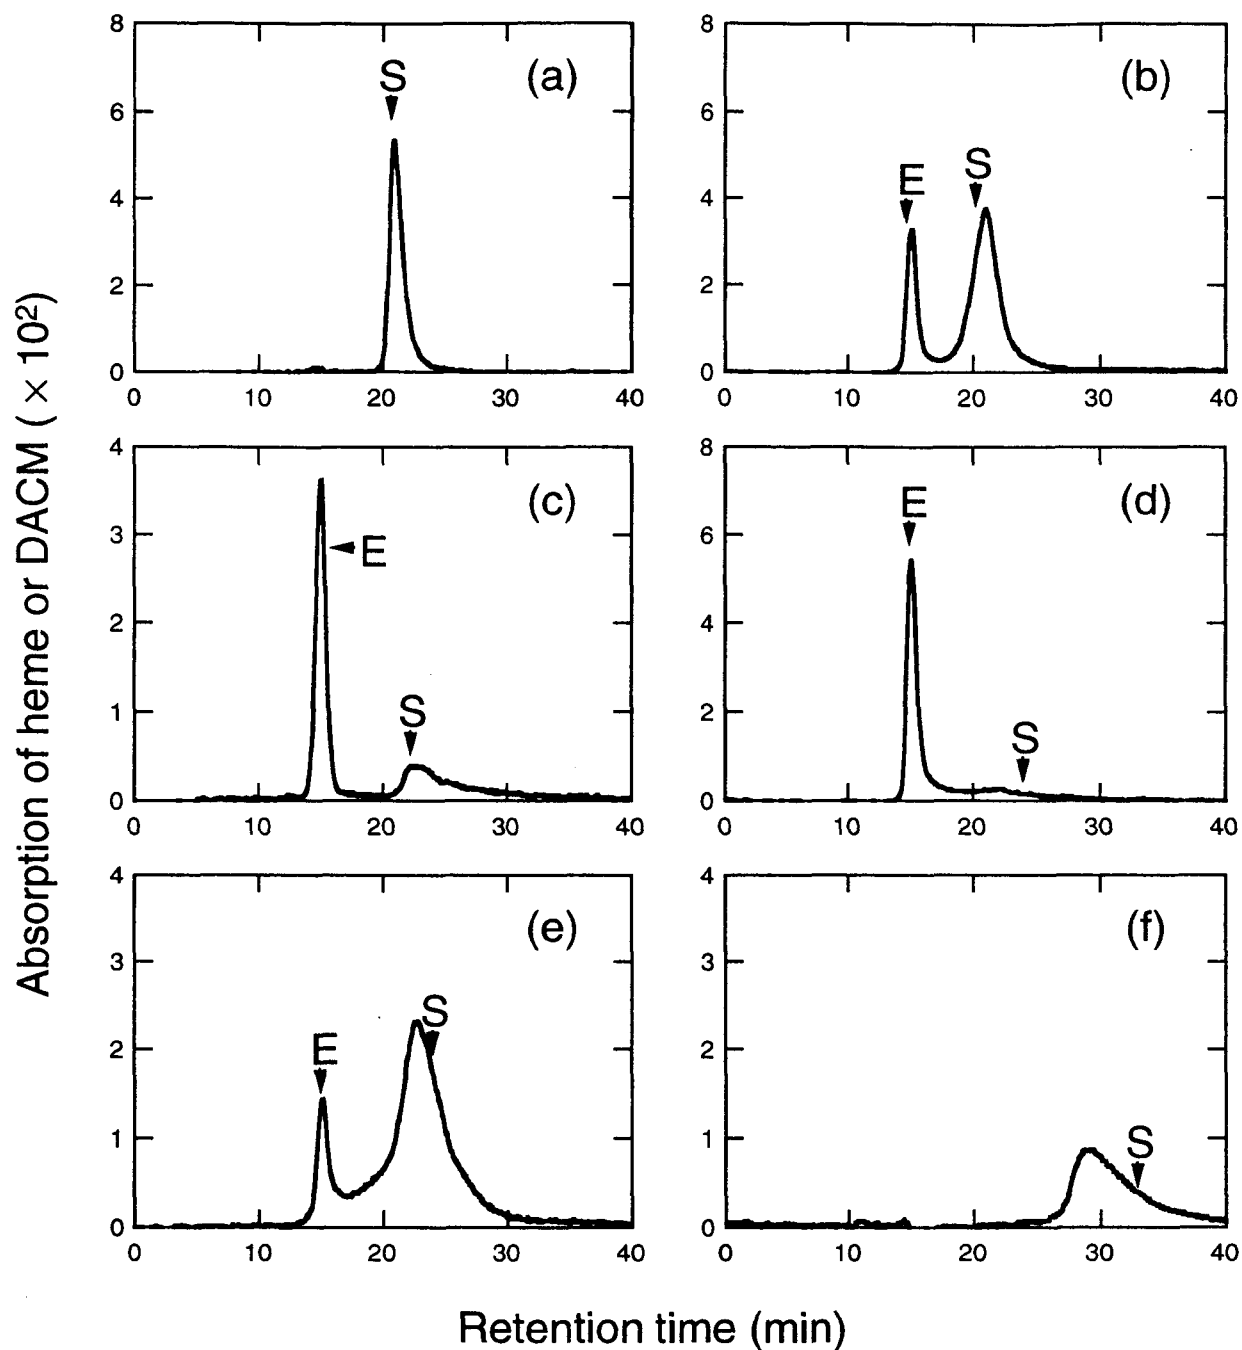 Absorption of heme or DACM ( × 10²)
8 6 4 2 0
S
(a)
0 10 20 30 40
8 6 4 2 0
E S
(b)
0 10 20 30 40
4 3 2 1 0
E
S
(c)
0 10 20 30 40
8 6 4 2 0
E
S
(d)
0 10 20 30 40
4 3 2 1 0
E S
(e)
0 10 20 30 40
4 3 2 1 0
S
(f)
0 10 20 30 40
Retention time (min)